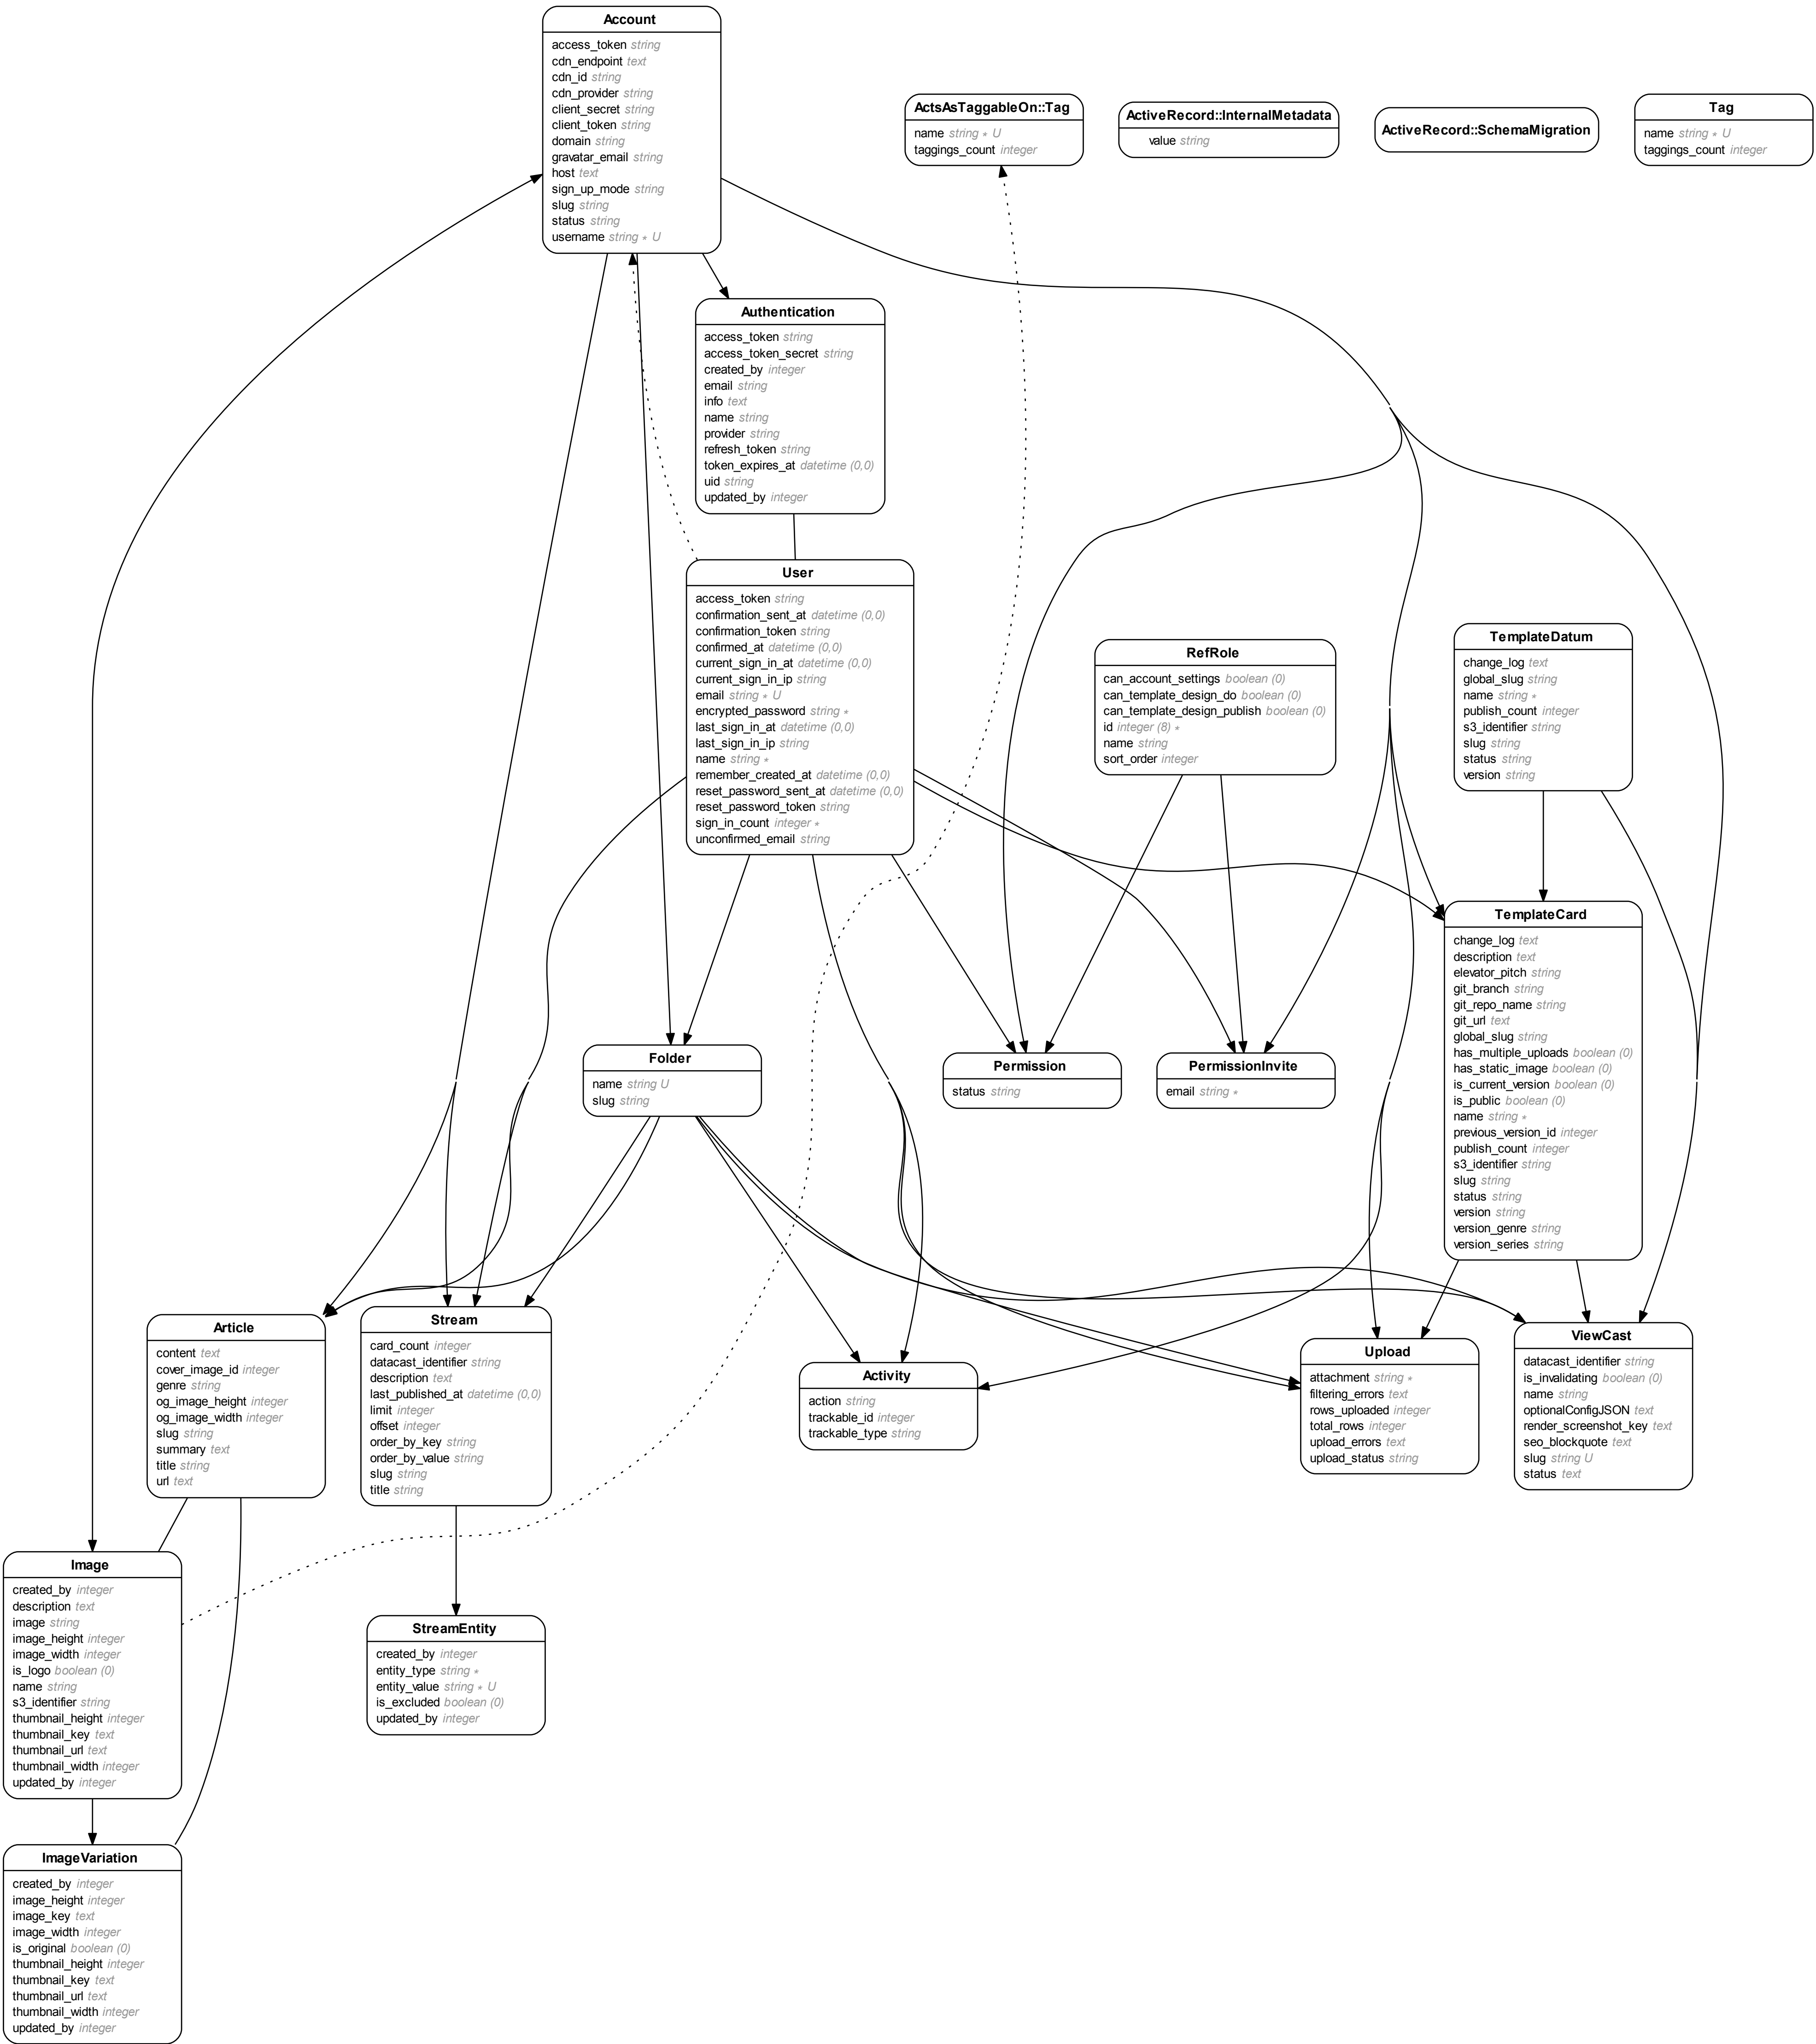 Account
access_token string
cdn_endpoint text
cdn_id string
cdn_provider string
client_secret string
client_token string
domain string
gravatar_email string
host text
sign_up_mode string
slug string
status string
username string ∗ U
ActsAsTaggableOn::Tag
name string ∗ U
taggings_count integer
ActiveRecord::InternalMetadata
value string
ActiveRecord::SchemaMigration
Tag
name string ∗ U
taggings_count integer
Authentication
access_token string
access_token_secret string
created_by integer
email string
info text
name string
provider string
refresh_token string
token_expires_at datetime (0,0)
uid string
updated_by integer
User
access_token string
confirmation_sent_at datetime (0,0)
confirmation_token string
confirmed_at datetime (0,0)
current_sign_in_at datetime (0,0)
current_sign_in_ip string
email string ∗ U
encrypted_password string ∗
last_sign_in_at datetime (0,0)
last_sign_in_ip string
name string ∗
remember_created_at datetime (0,0)
reset_password_sent_at datetime (0,0)
reset_password_token string
sign_in_count integer ∗
unconfirmed_email string
RefRole
can_account_settings boolean (0)
can_template_design_do boolean (0)
can_template_design_publish boolean (0)
id integer (8) ∗
name string
sort_order integer
TemplateDatum
change_log text
global_slug string
name string ∗
publish_count integer
s3_identifier string
slug string
status string
version string
TemplateCard
change_log text
description text
elevator_pitch string
git_branch string
git_repo_name string
git_url text
global_slug string
has_multiple_uploads boolean (0)
has_static_image boolean (0)
is_current_version boolean (0)
is_public boolean (0)
name string ∗
previous_version_id integer
publish_count integer
s3_identifier string
slug string
status string
version string
version_genre string
version_series string
Folder
name string U
slug string
Permission
status string
PermissionInvite
email string ∗
Article
content text
cover_image_id integer
genre string
og_image_height integer
og_image_width integer
slug string
summary text
title string
url text
Stream
card_count integer
datacast_identifier string
description text
last_published_at datetime (0,0)
limit integer
offset integer
order_by_key string
order_by_value string
slug string
title string
Activity
action string
trackable_id integer
trackable_type string
Upload
attachment string ∗
filtering_errors text
rows_uploaded integer
total_rows integer
upload_errors text
upload_status string
ViewCast
datacast_identifier string
is_invalidating boolean (0)
name string
optionalConfigJSON text
render_screenshot_key text
seo_blockquote text
slug string U
status text
Image
created_by integer
description text
image string
image_height integer
image_width integer
is_logo boolean (0)
name string
s3_identifier string
thumbnail_height integer
thumbnail_key text
thumbnail_url text
thumbnail_width integer
updated_by integer
StreamEntity
created_by integer
entity_type string ∗
entity_value string ∗ U
is_excluded boolean (0)
updated_by integer
ImageVariation
created_by integer
image_height integer
image_key text
image_width integer
is_original boolean (0)
thumbnail_height integer
thumbnail_key text
thumbnail_url text
thumbnail_width integer
updated_by integer